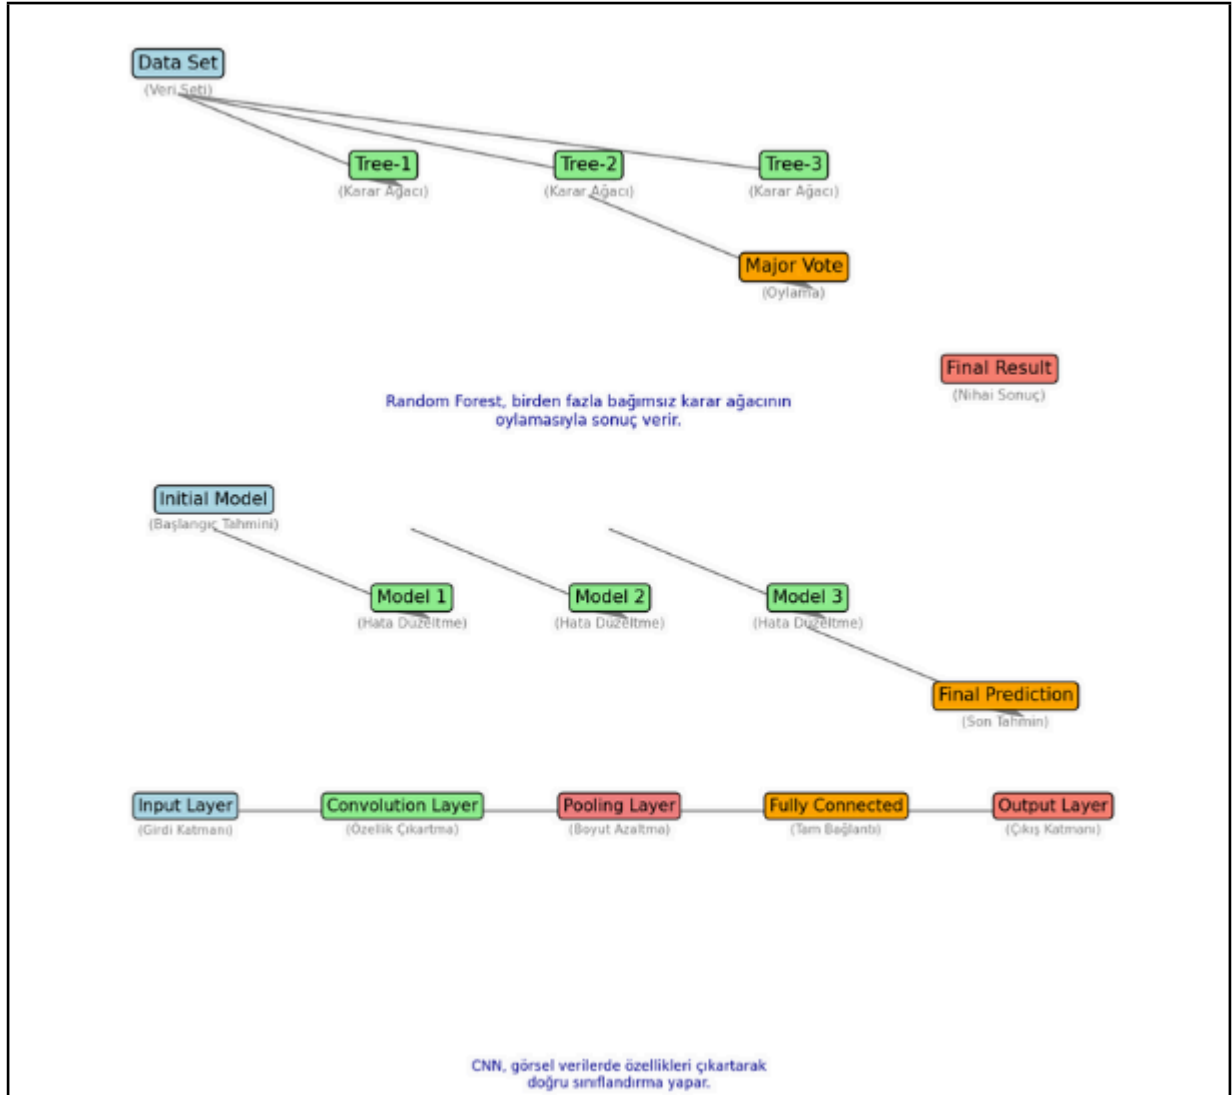 Data Set
(Veri Seti)
Tree-1
Tree-2
Tree-3
(Karar Ağacı)
(Karar Ağacı)
(Karar Ağacı)
Major Vote
(Oylama)
Final Result
(Nihai Sonuç)
Random Forest, birden fazla bağımsız karar ağacının
oylamasıyla sonuç verir.
Initial Model
(Başlangıç Tahmini)
Model 1
Model 2
Model 3
(Hata Düzeltme)
(Hata Düzeltme)
(Hata Düzeltme)
Final Prediction
(Son Tahmin)
Input Layer
Convolution Layer
Pooling Layer
Fully Connected
Output Layer
(Girdi Katmanı)
(Özellik Çıkartma)
(Boyut Azaltma)
(Tam Bağlantı)
(Çıkış Katmanı)
CNN, görsel verilerde özellikleri çıkartarak
doğru sınıflandırma yapar.